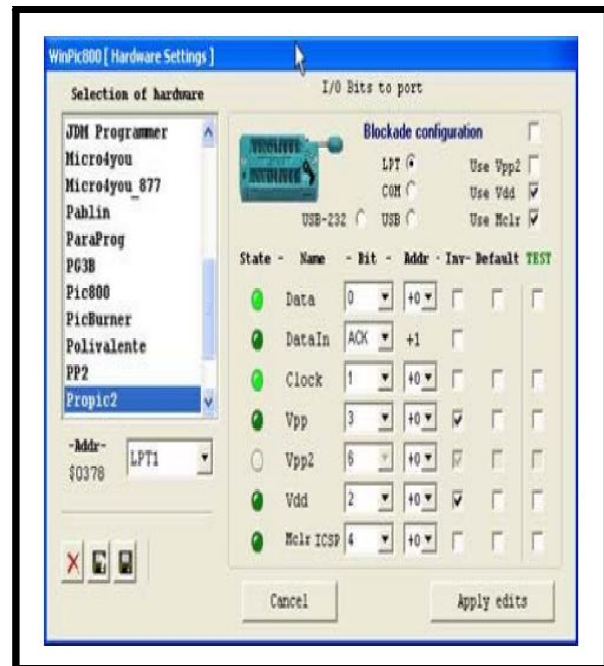 WinPic800 [ Hardware Settings ]
Selection of hardware
JDM Programmer
Micro4you
Micro4you_877
Pablin
ParaProg
PG3B
Pic800
PicBurner
Polivalente
PP2
Propic2
-Addr-
$0378
LPT1
I/O Bits to port
Blockade configuration
LPT
Use Vpp2
COM
Use Vdd
USB-232
USB
Use Mclr
State - Name - Bit - Addr - Inv- Default TEST
Data 0 +0
DataIn ACK +1
Clock 1 +0
Vpp 3 +0
Vpp2 6 +0
Vdd 2 +0
Mclr ICSP 4 +0
Cancel
Apply edits